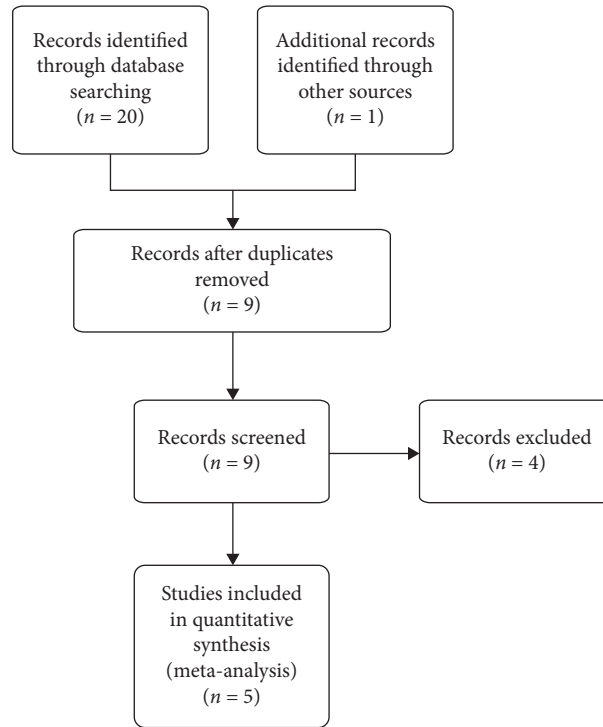 Records identified
through database
searching
(n = 20)
Additional records
identified through
other sources
(n = 1)
Records after duplicates
removed
(n = 9)
Records screened
(n = 9)
Records excluded
(n = 4)
Studies included
in quantitative
synthesis
(meta-analysis)
(n = 5)